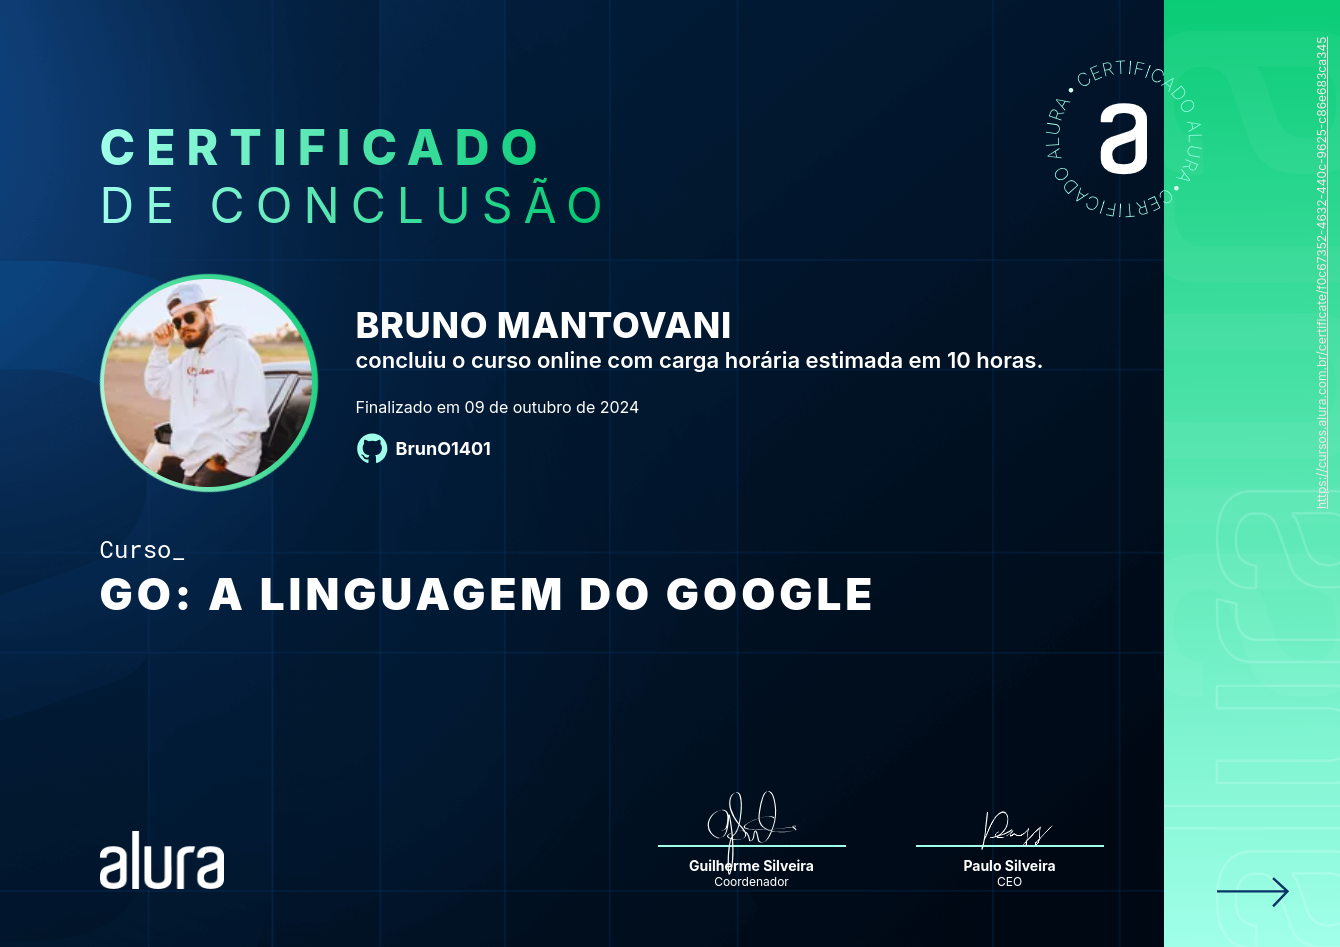 CERTIFICADO
DE CONCLUSÃO
CERTIFICADO ALURA • CERTIFICADO ALURA •
a
BRUNO MANTOVANI
concluiu o curso online com carga horária estimada em 10 horas.
Finalizado em 09 de outubro de 2024
BrunO1401
Curso_
GO: A LINGUAGEM DO GOOGLE
alura
Guilherme Silveira
Coordenador
Paulo Silveira
CEO
https://cursos.alura.com.br/certificate/f0c67352-4632-440c-9625-c86e683ca345
alura